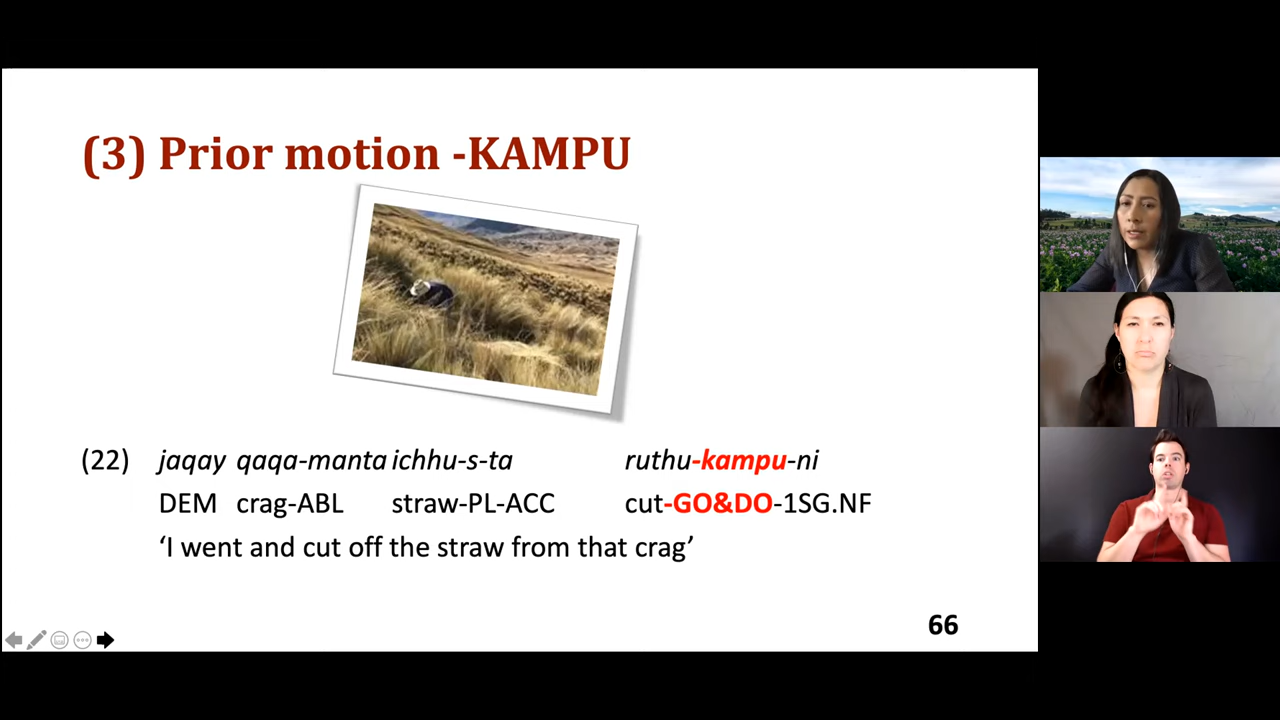 (3) Prior motion -KAMPU
(22) jaqay qaqa-manta ichhu-s-ta ruthu-kampu-ni
DEM crag-ABL straw-PL-ACC cut-GO&DO-1SG.NF
‘I went and cut off the straw from that crag’
66